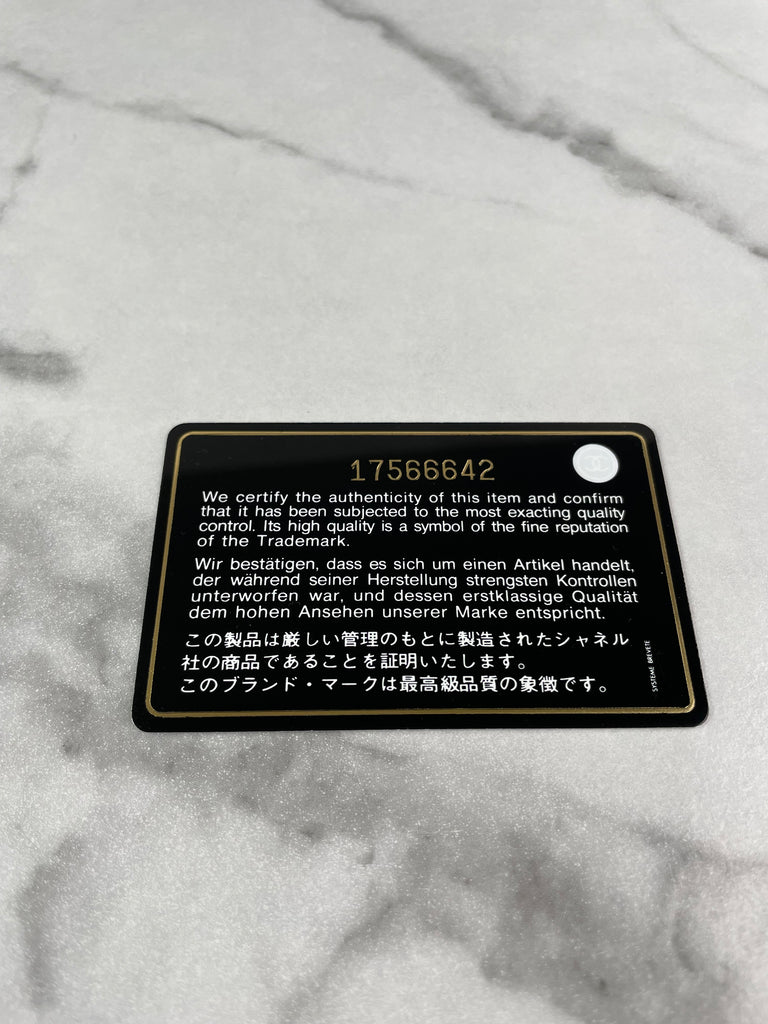 17566642
We certify the authenticity of this item and confirm
that it has been subjected to the most exacting quality
control. Its high quality is a symbol of the fine reputation
of the Trademark.
Wir bestätigen, dass es sich um einen Artikel handelt,
der während seiner Herstellung strengsten Kontrollen
unterworfen war, und dessen erstklassige Qualität
dem hohen Ansehen unserer Marke entspricht.
この製品は厳しい管理のもとに製造されたシャネル
社の商品であることを証明いたします。
このブランド・マークは最高級品質の象徴です。
SYSTEME BREVETE